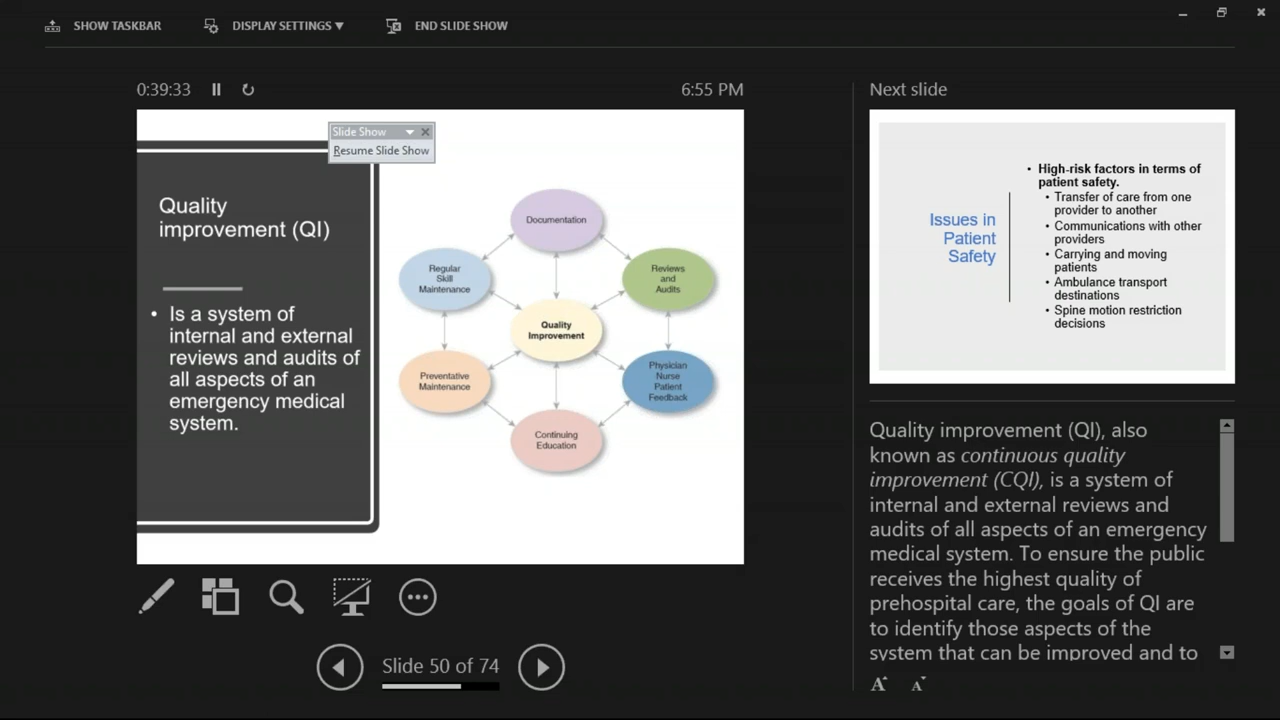 SHOW TASKBAR
DISPLAY SETTINGS ▼
END SLIDE SHOW
0:39:33
6:55 PM
Slide Show
Resume Slide Show
Quality
improvement (QI)
• Is a system of
internal and external
reviews and audits of
all aspects of an
emergency medical
system.
Documentation
Regular
Skill
Maintenance
Reviews
and
Audits
Quality
Improvement
Preventative
Maintenance
Physician
Nurse
Patient
Feedback
Continuing
Education
Slide 50 of 74
Next slide
Issues in
Patient
Safety
• High-risk factors in terms of
patient safety.
• Transfer of care from one
provider to another
• Communications with other
providers
• Carrying and moving
patients
• Ambulance transport
destinations
• Spine motion restriction
decisions
Quality improvement (QI), also
known as continuous quality
improvement (CQI), is a system of
internal and external reviews and
audits of all aspects of an emergency
medical system. To ensure the public
receives the highest quality of
prehospital care, the goals of QI are
to identify those aspects of the
system that can be improved and to
A A